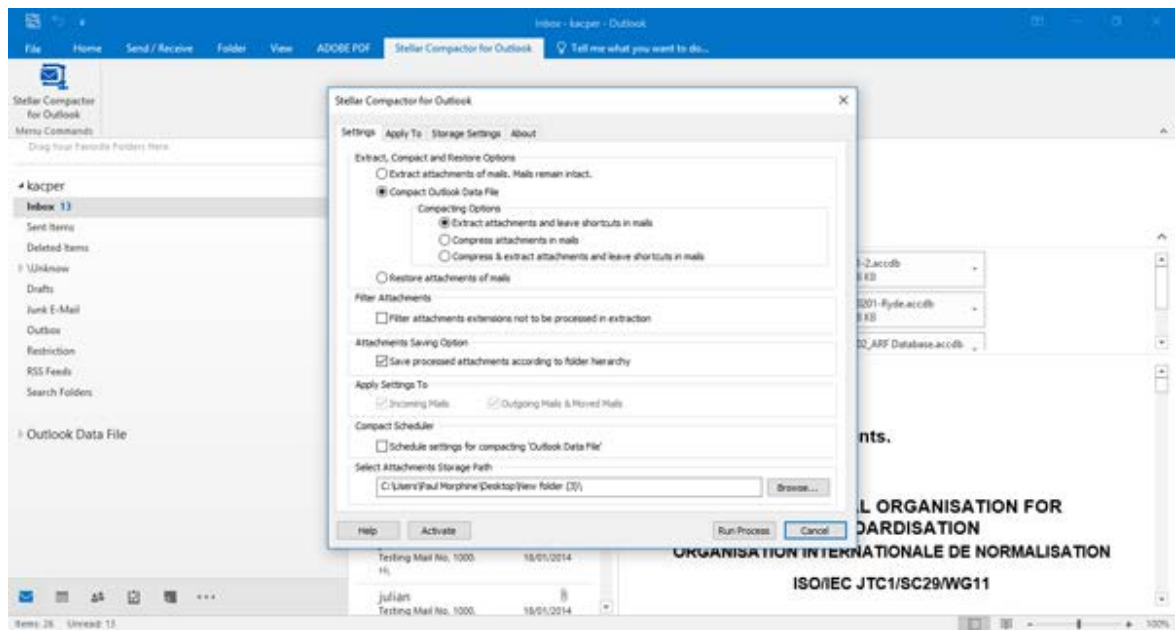 Inbox - kacper - Outlook
File Home Send / Receive Folder View ADOBE PDF Stellar Compactor for Outlook Tell me what you want to do...
Stellar Compactor
for Outlook
Menu Commands
Drag Your Favorite Folders Here
kacper
Inbox 13
Sent Items
Deleted Items
\Unknow
Drafts
Junk E-Mail
Outbox
Restriction
RSS Feeds
Search Folders
Outlook Data File
Stellar Compactor for Outlook
Settings Apply To Storage Settings About
Extract, Compact and Restore Options
Extract attachments of mails. Mails remain intact.
Compact Outlook Data File
Compacting Options
Extract attachments and leave shortcuts in mails
Compress attachments in mails
Compress & extract attachments and leave shortcuts in mails
Restore attachments of mails
Filter Attachments
Filter attachments extensions not to be processed in extraction
Attachments Saving Option
Save processed attachments according to folder hierarchy
Apply Settings To
Incoming Mails Outgoing Mails & Moved Mails
Compact Scheduler
Schedule settings for compacting 'Outlook Data File'
Select Attachments Storage Path
C:\Users\Paul Morphine\Desktop\New folder (3)\
Browse...
Help Activate Run Process Cancel
-2.accdb
KB
0201-Ryde.accdb
KB
02_ARF Database.accdb
nts.
L ORGANISATION FOR
DARDISATION
ORGANISATION INTERNATIONALE DE NORMALISATION
ISO/IEC JTC1/SC29/WG11
Testing Mail No. 1000. 18/01/2014
Hi,
julian
Testing Mail No. 1000. 18/01/2014
Items: 26 Unread: 13
100%